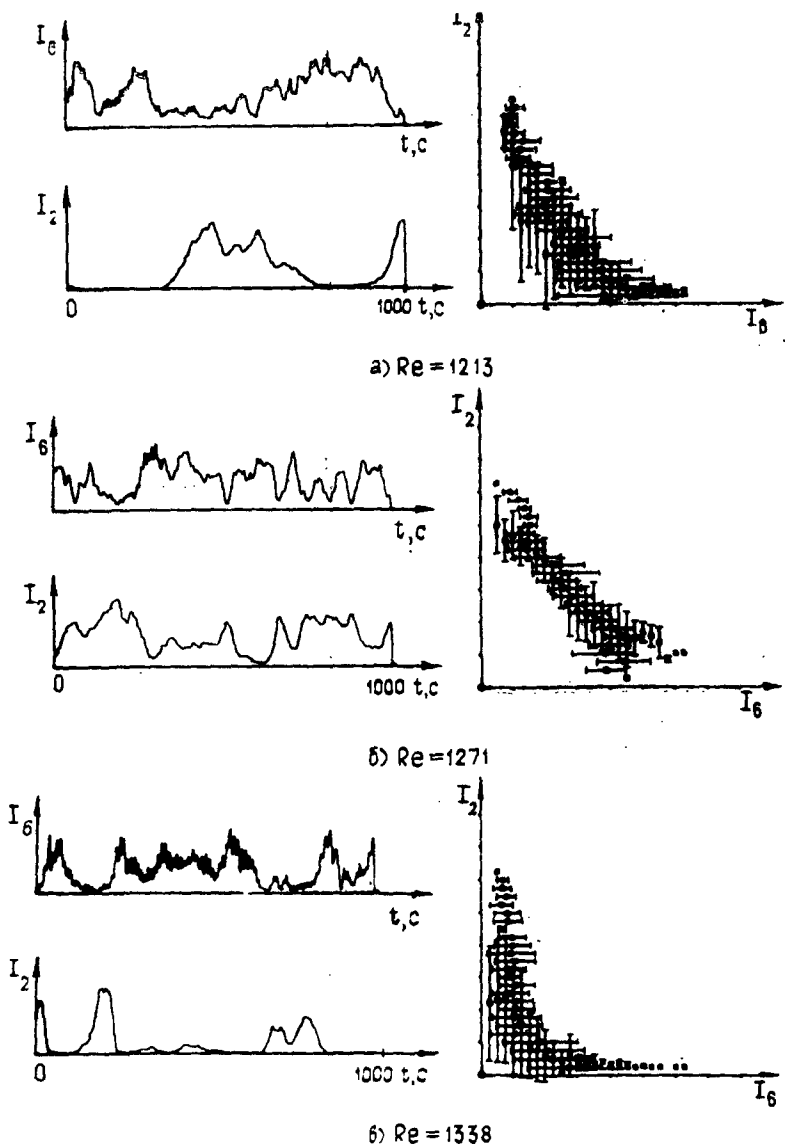 I₆
t,c
I₂
0
1000 t,c
I₂
I₆
а) Re = 1213
I₆
t,c
I₂
0
1000 t,c
I₂
I₆
б) Re = 1271
I₆
t,c
I₂
0
1000 t,c
I₂
I₆
в) Re = 1338